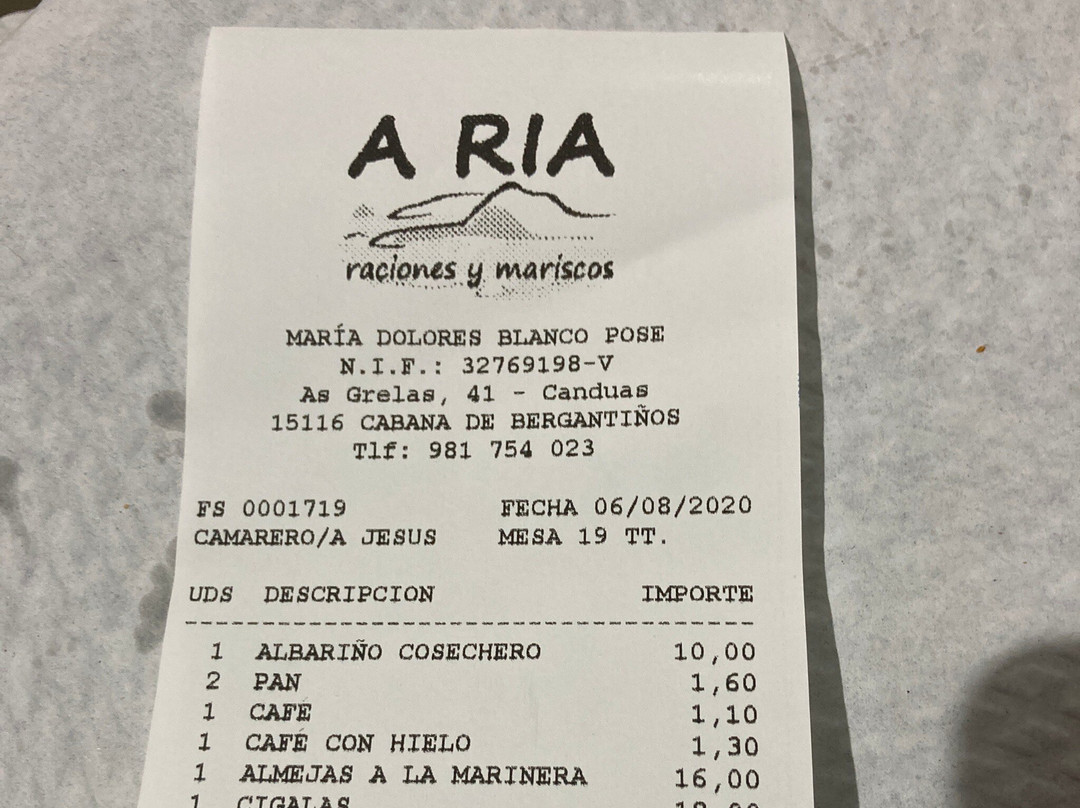 A RIA
raciones y mariscos
MARÍA DOLORES BLANCO POSE
N.I.F.: 32769198-V
As Grelas, 41 - Canduas
15116 CABANA DE BERGANTIÑOS
Tlf: 981 754 023
FS 0001719 FECHA 06/08/2020
CAMARERO/A JESUS MESA 19 TT.
UDS DESCRIPCION IMPORTE
1 ALBARIÑO COSECHERO 10,00
2 PAN 1,60
1 CAFÉ 1,10
1 CAFÉ CON HIELO 1,30
1 ALMEJAS A LA MARINERA 16,00
1 CIGALAS